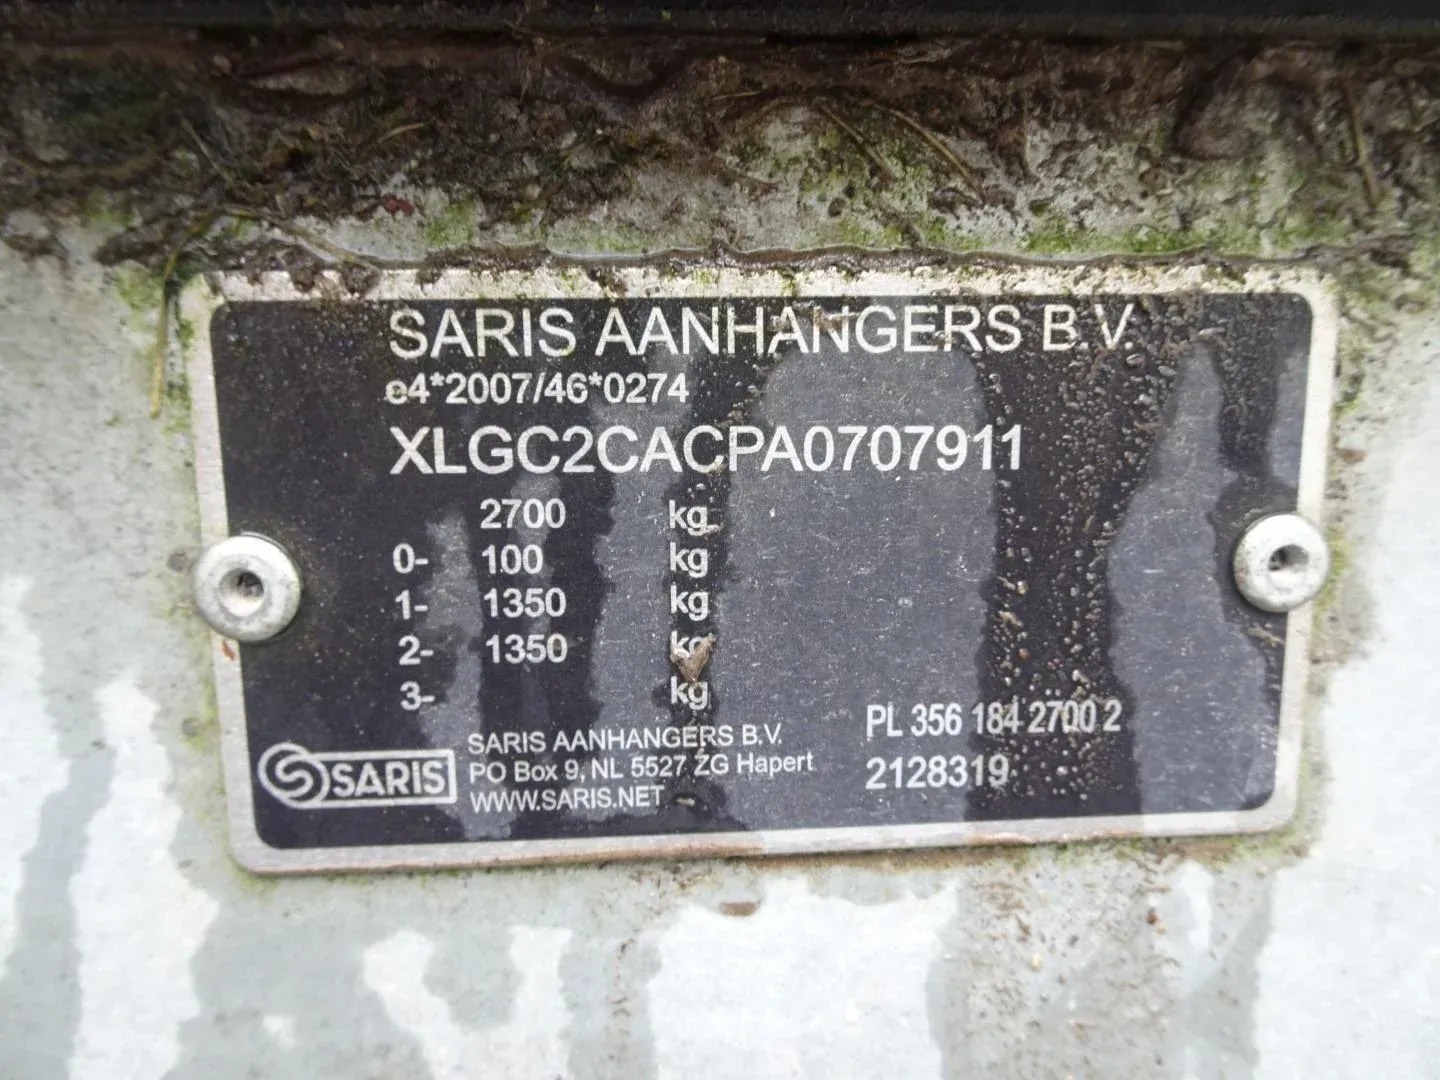 SARIS AANHANGERS B.V.
e4*2007/46*0274
XLGC2CACPA0707911
2700 kg
0- 100 kg
1- 1350 kg
2- 1350 kg
3- kg
SARIS
SARIS AANHANGERS B.V.
PO Box 9, NL 5527 ZG Hapert
WWW.SARIS.NET
PL 356 184 2700 2
2128319